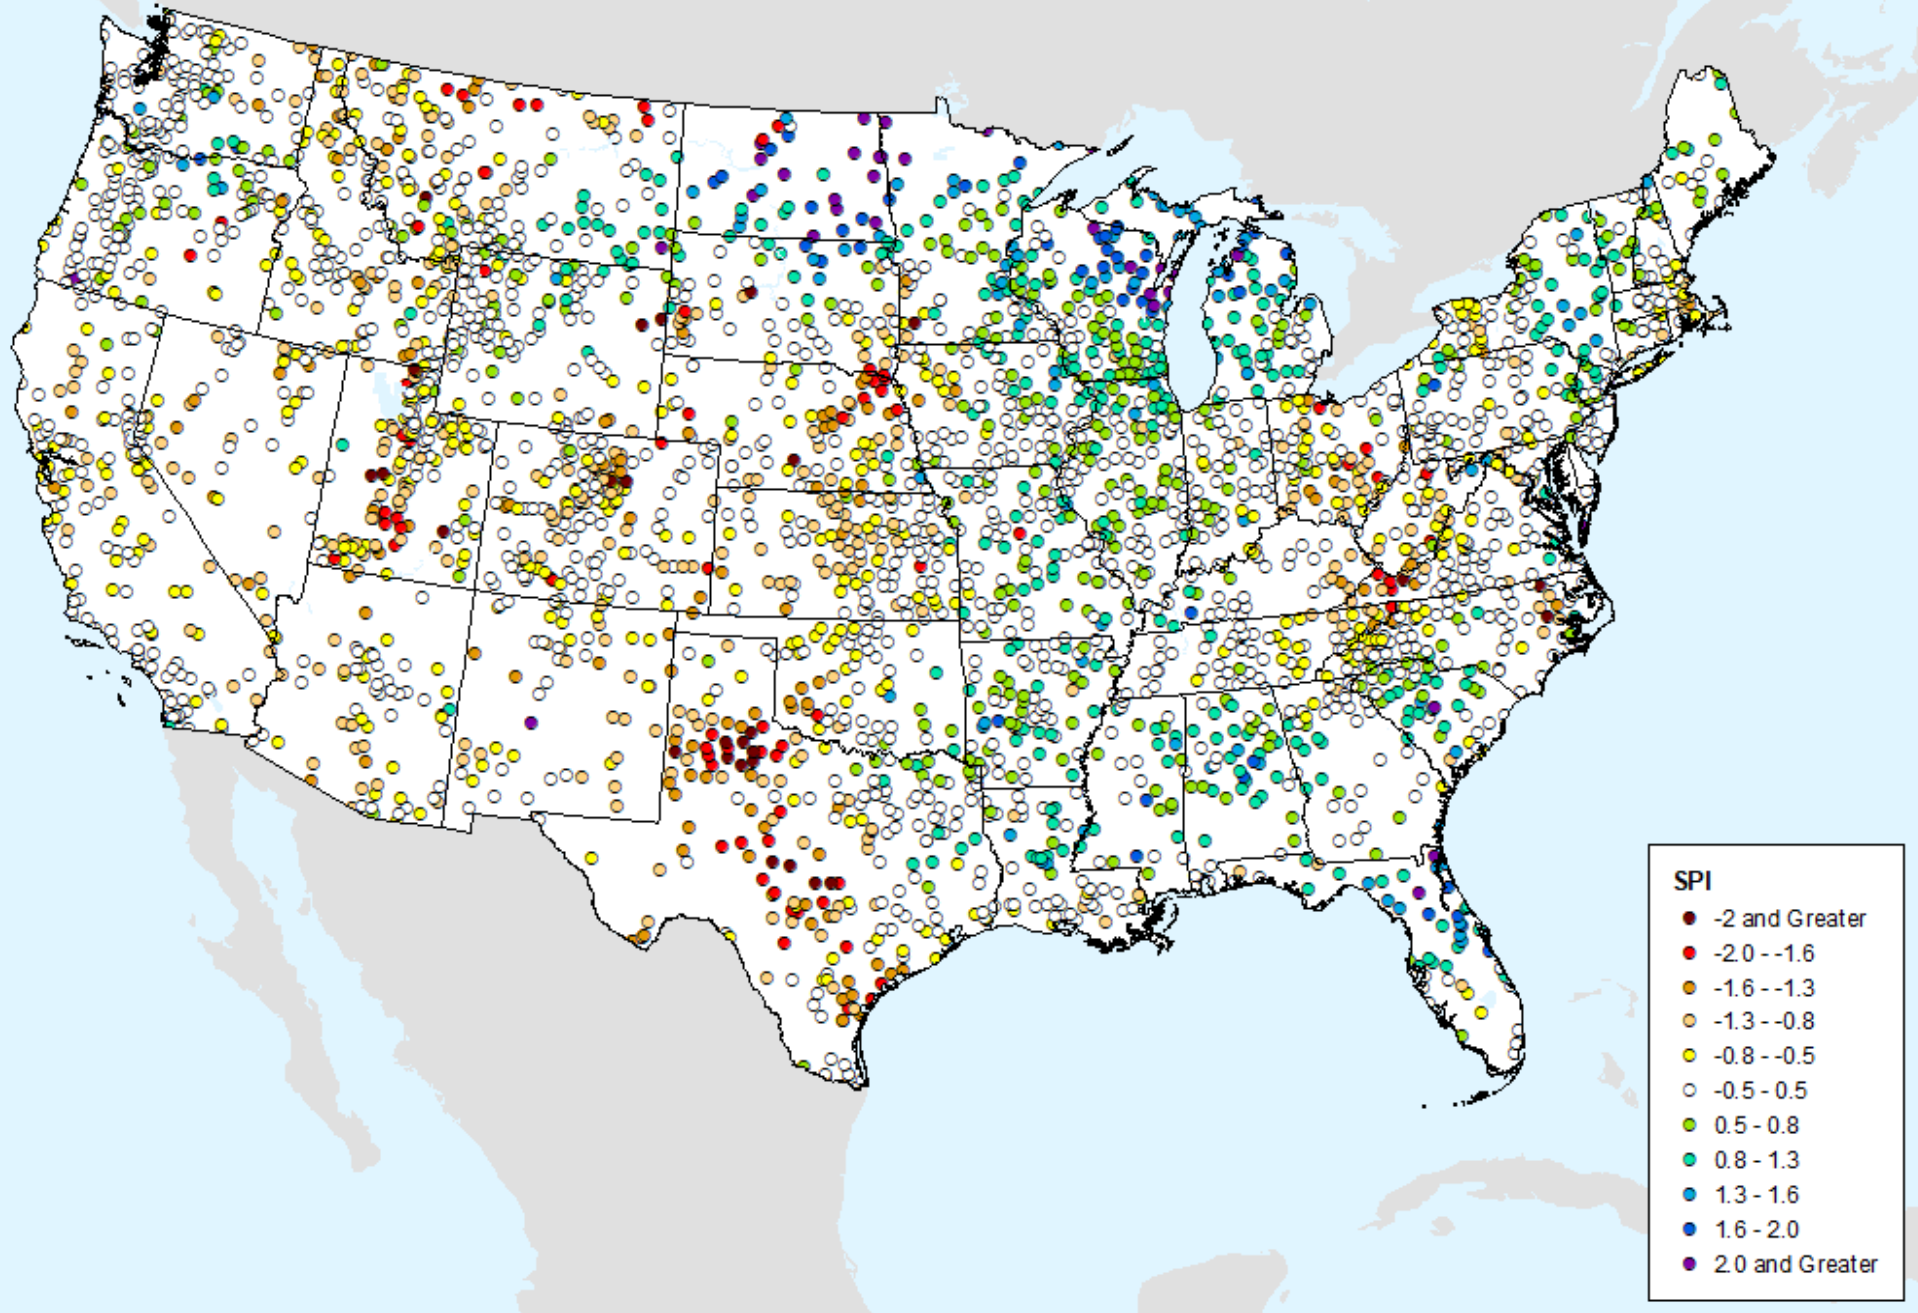 SPI
-2 and Greater
-2.0 - -1.6
-1.6 - -1.3
-1.3 - -0.8
-0.8 - -0.5
-0.5 - 0.5
0.5 - 0.8
0.8 - 1.3
1.3 - 1.6
1.6 - 2.0
2.0 and Greater